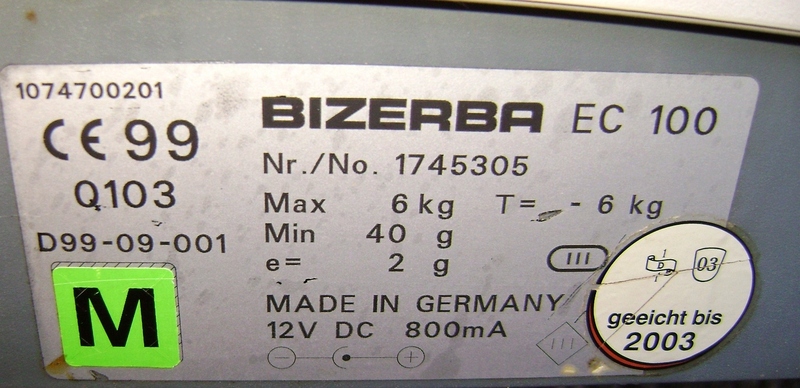 1074700201
CE 99
Q103
D99-09-001
M
BIZERBA EC 100
Nr./No. 1745305
Max 6 kg T= - 6 kg
Min 40 g
e= 2 g
III
MADE IN GERMANY
12V DC 800mA
- +
III
D 03
geeicht bis
2003